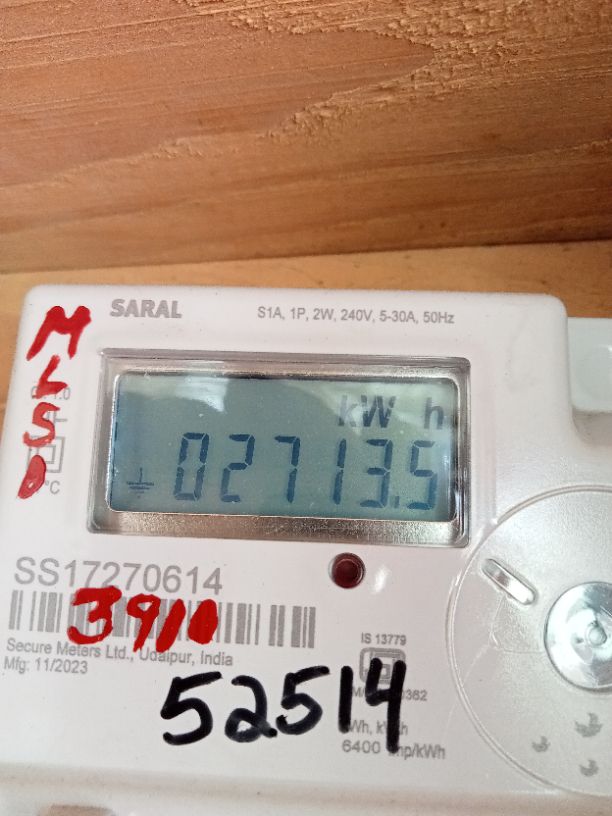 SARAL
S1A, 1P, 2W, 240V, 5-30A, 50Hz
MLSD
°C
kW h
02713.5
SS17270614
3910
Secure Meters Ltd., Udaipur, India
Mfg: 11/2023
IS 13779
52514
6400 imp/kWh